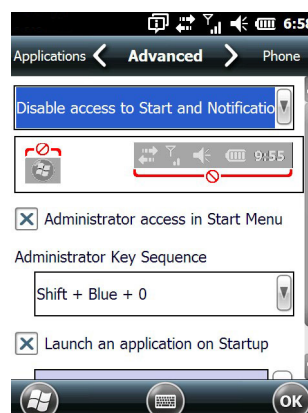 6:58
Applications Advanced Phone
Disable access to Start and Notificatio
9:55
Administrator access in Start Menu
Administrator Key Sequence
Shift + Blue + 0
Launch an application on Startup
OK